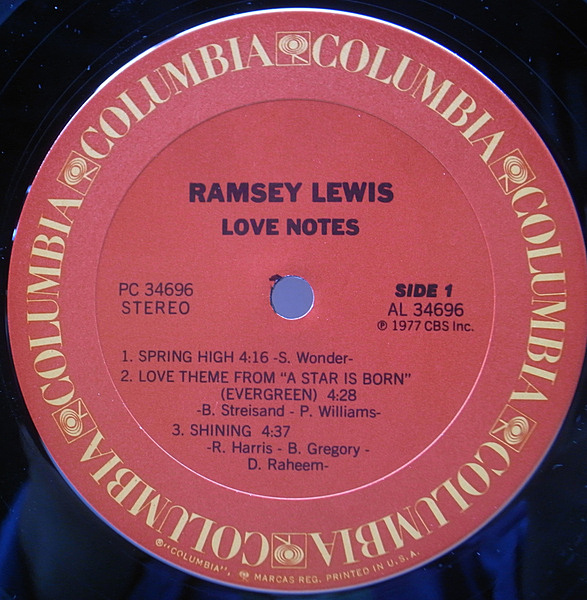 COLUMBIA COLUMBIA COLUMBIA COLUMBIA COLUMBIA COLUMBIA COLUMBIA
RAMSEY LEWIS
LOVE NOTES
PC 34696
STEREO
SIDE 1
AL 34696
℗ 1977 CBS Inc.
1. SPRING HIGH 4:16 -S. Wonder-
2. LOVE THEME FROM "A STAR IS BORN"
(EVERGREEN) 4:28
-B. Streisand - P. Williams-
3. SHINING 4:37
-R. Harris - B. Gregory -
D. Raheem-
® "COLUMBIA", MARCAS REG. PRINTED IN U.S.A.